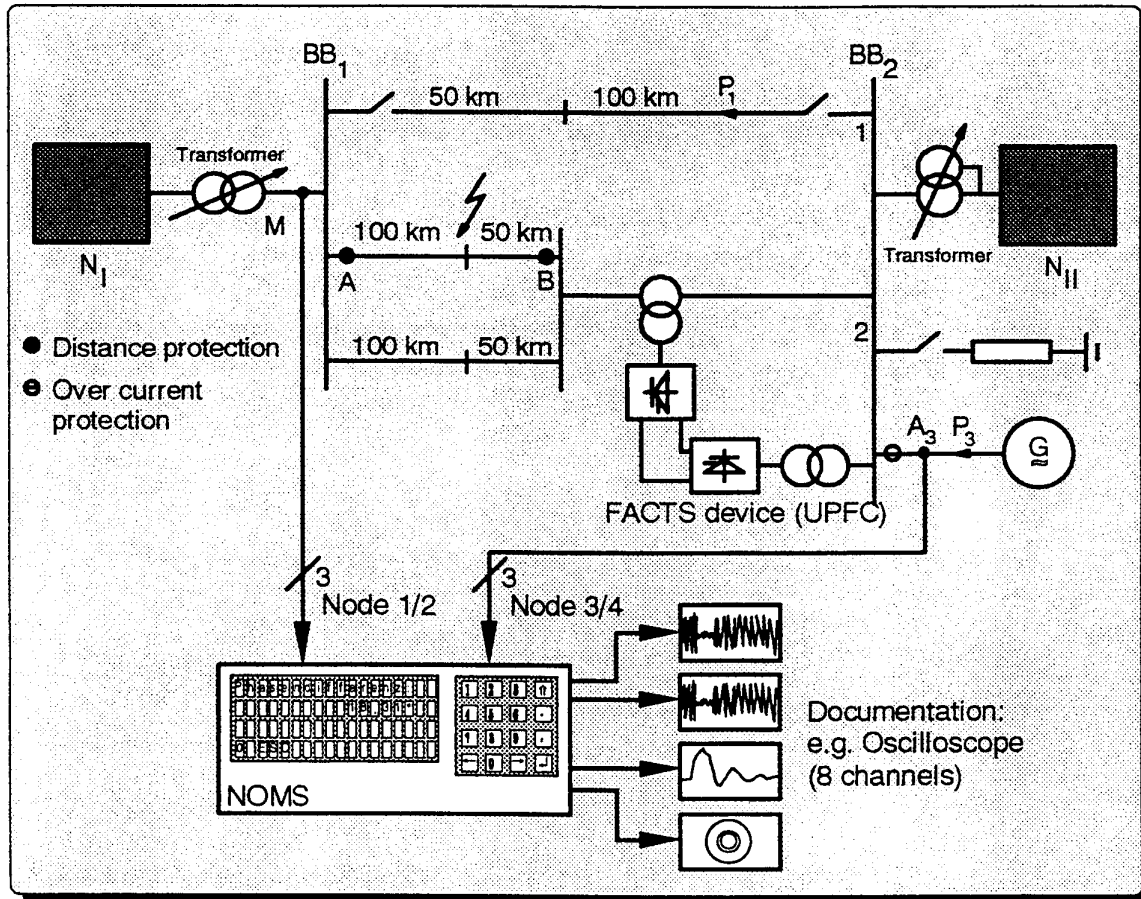 BB1
BB2
50 km
100 km
P1
1
Transformer
M
NI
100 km
50 km
A
B
Transformer
NII
2
Distance protection
100 km
50 km
Over current
protection
A3
P3
G
FACTS device (UPFC)
3
Node 1/2
3
Node 3/4
Documentation:
e.g. Oscilloscope
(8 channels)
NOMS